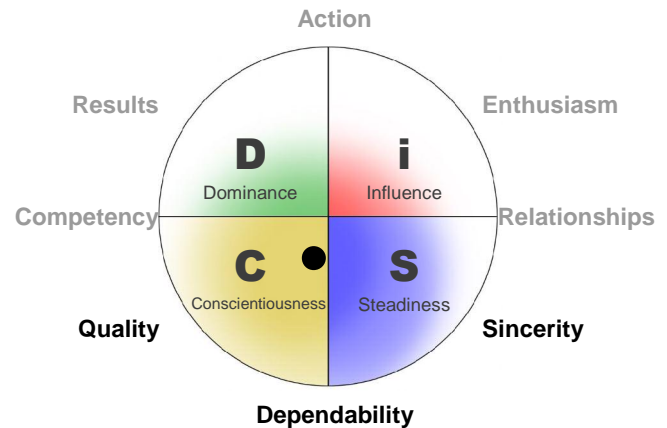 Action
Results
Enthusiasm
D
i
Dominance
Influence
Competency
Relationships
C
S
Conscientiousness
Steadiness
Quality
Sincerity
Dependability